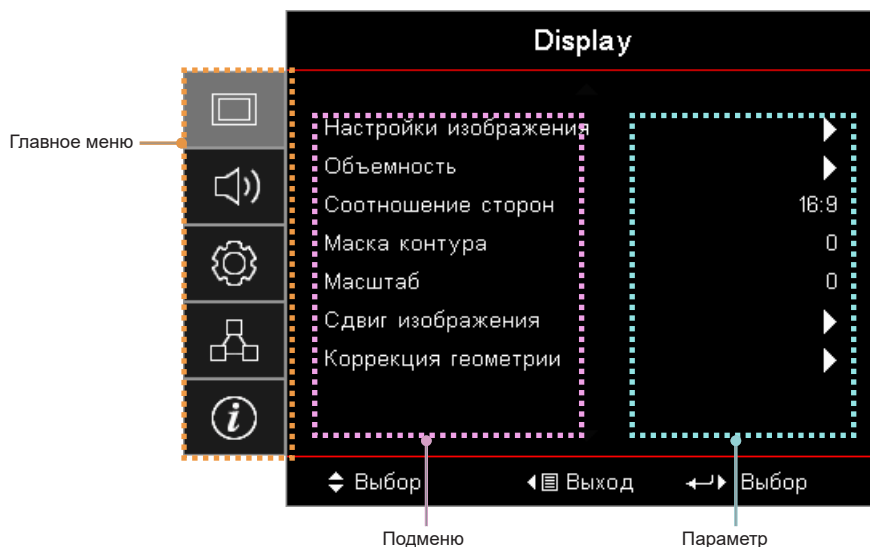 Display
Главное меню
Настройки изображения
Объемность
Соотношение сторон 16:9
Маска контура 0
Масштаб 0
Сдвиг изображения
Коррекция геометрии
i
Выбор Выход Выбор
Подменю Параметр